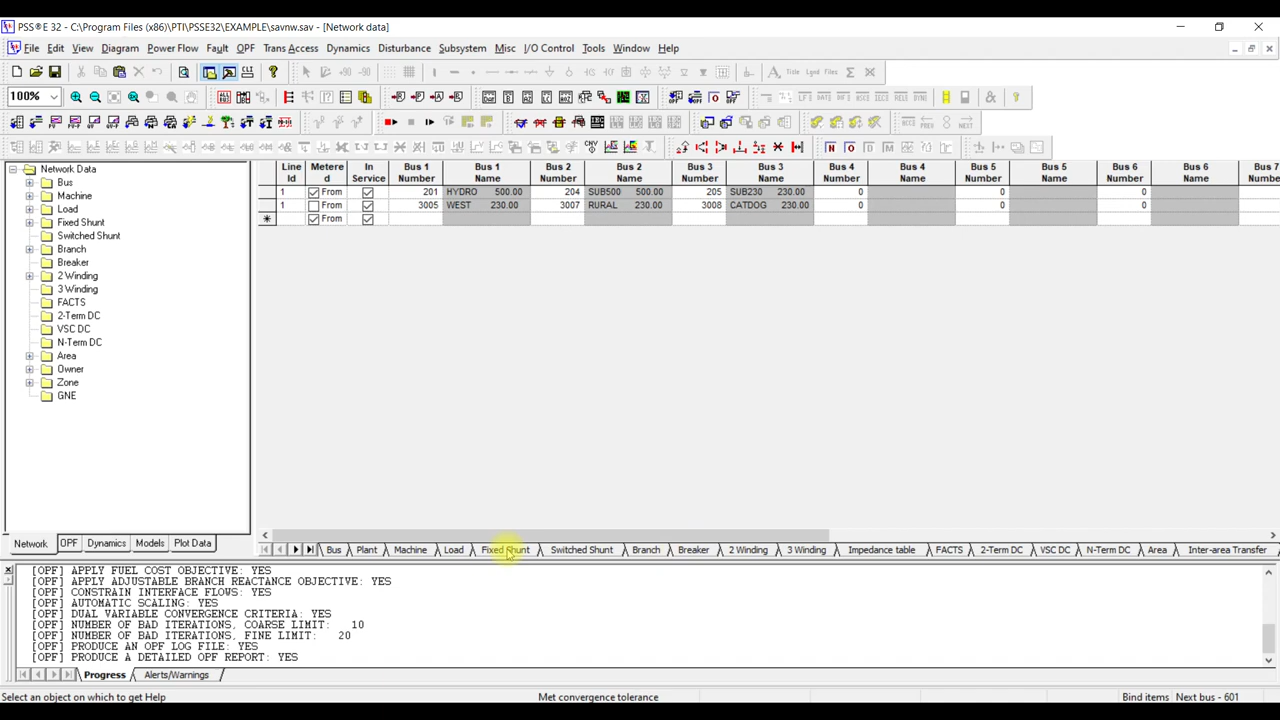 PSS®E 32 - C:\Program Files (x86)\PTI\PSSE32\EXAMPLE\savnw.sav - [Network data]
File Edit View Diagram Power Flow Fault OPF Trans Access Dynamics Disturbance Subsystem Misc I/O Control Tools Window Help
100%
Network Data
Bus
Machine
Load
Fixed Shunt
Switched Shunt
Branch
Breaker
2 Winding
3 Winding
FACTS
2-Term DC
VSC DC
N-Term DC
Area
Owner
Zone
GNE
Network OPF Dynamics Models Plot Data
Line Metere In Bus 1 Bus 1 Bus 2 Bus 2 Bus 3 Bus 3 Bus 4 Bus 4 Bus 5 Bus 5 Bus 6 Bus 6 Bus 7
Id d Service Number Name Number Name Number Name Number Name Number Name Number Name Num
1 From 201 HYDRO 500.00 204 SUB500 500.00 205 SUB230 230.00 0 0 0
1 From 3005 WEST 230.00 3007 RURAL 230.00 3008 CATDOG 230.00 0 0 0
* From
Bus Plant Machine Load Fixed Shunt Switched Shunt Branch Breaker 2 Winding 3 Winding Impedance table FACTS 2-Term DC VSC DC N-Term DC Area Inter-area Transfer
[OPF] APPLY FUEL COST OBJECTIVE: YES
[OPF] APPLY ADJUSTABLE BRANCH REACTANCE OBJECTIVE: YES
[OPF] CONSTRAIN INTERFACE FLOWS: YES
[OPF] AUTOMATIC SCALING: YES
[OPF] DUAL VARIABLE CONVERGENCE CRITERIA: YES
[OPF] NUMBER OF BAD ITERATIONS, COARSE LIMIT: 10
[OPF] NUMBER OF BAD ITERATIONS, FINE LIMIT: 20
[OPF] PRODUCE AN OPF LOG FILE: YES
[OPF] PRODUCE A DETAILED OPF REPORT: YES
Progress Alerts/Warnings
Select an object on which to get Help Met convergence tolerance Bind items Next bus - 601